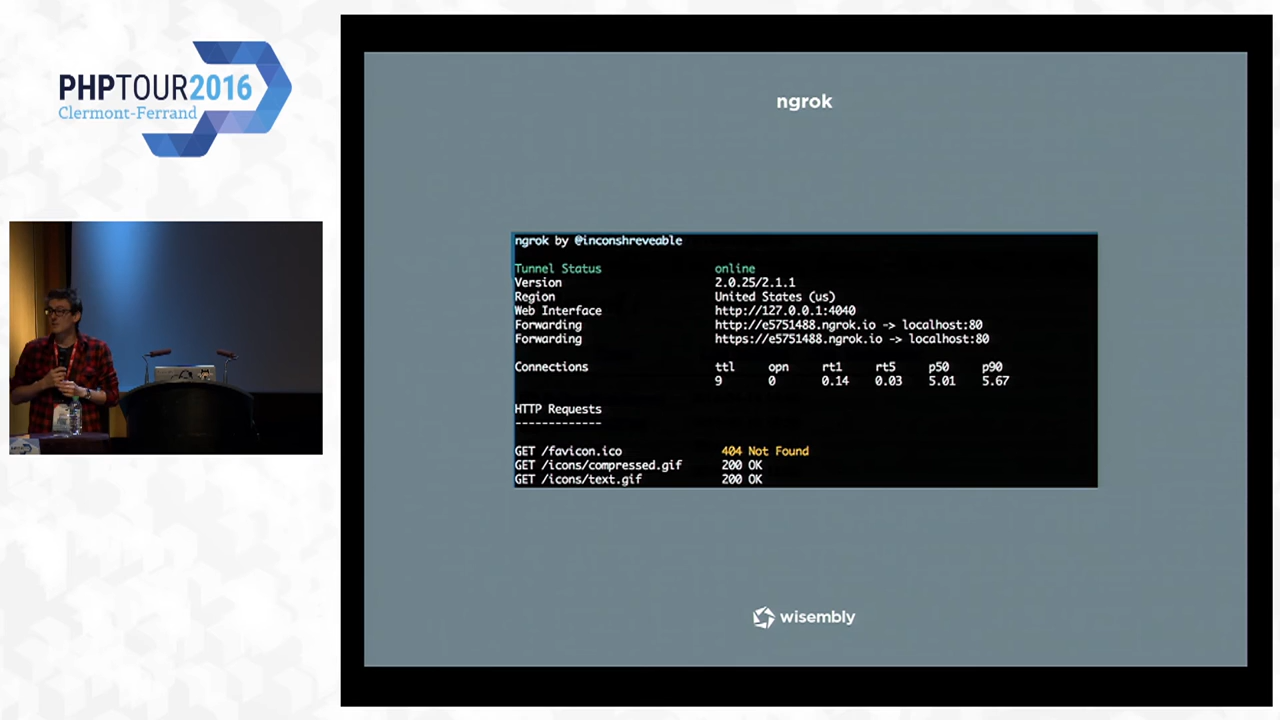 PHPTOUR2016
Clermont-Ferrand
ngrok
ngrok by @inconshreveable
Tunnel Status online
Version 2.0.25/2.1.1
Region United States (us)
Web Interface http://127.0.0.1:4040
Forwarding http://e5751488.ngrok.io -> localhost:80
Forwarding https://e5751488.ngrok.io -> localhost:80
Connections ttl opn rt1 rt5 p50 p90
9 0 0.14 0.03 5.01 5.67
HTTP Requests
-------------
GET /favicon.ico 404 Not Found
GET /icons/compressed.gif 200 OK
GET /icons/text.gif 200 OK
wisembly